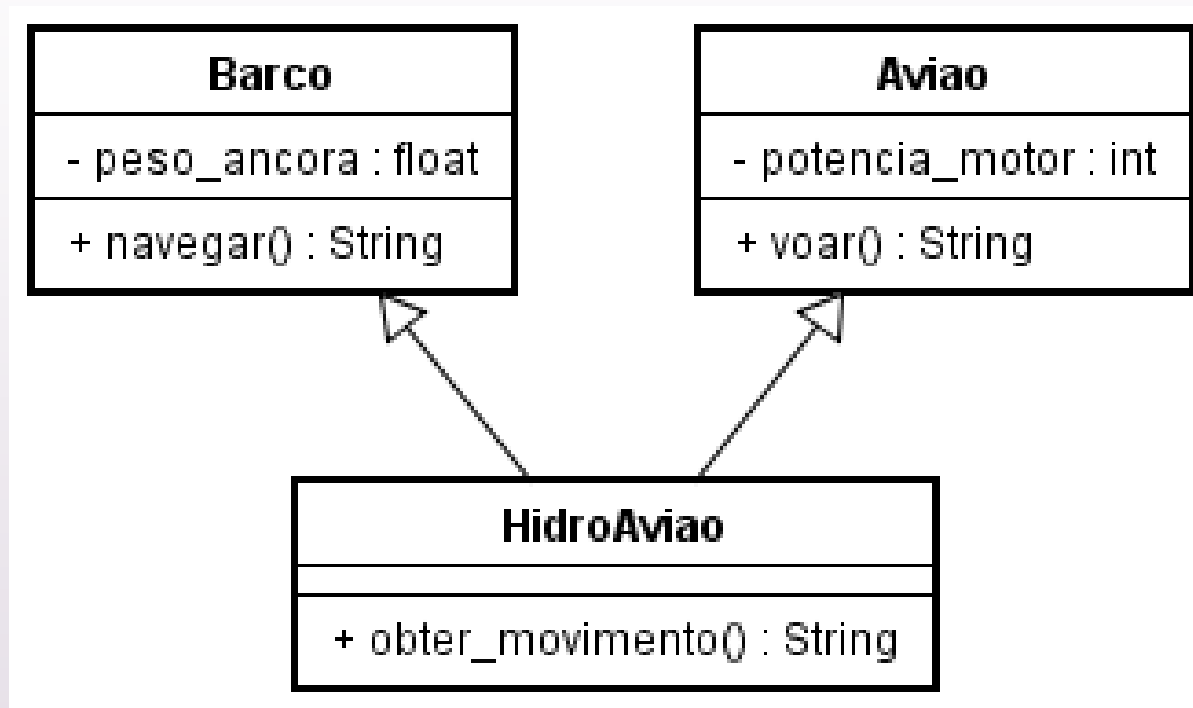 Barco
- peso_ancora : float
+ navegar() : String
Aviao
- potencia_motor : int
+ voar() : String
HidroAviao
+ obter_movimento() : String